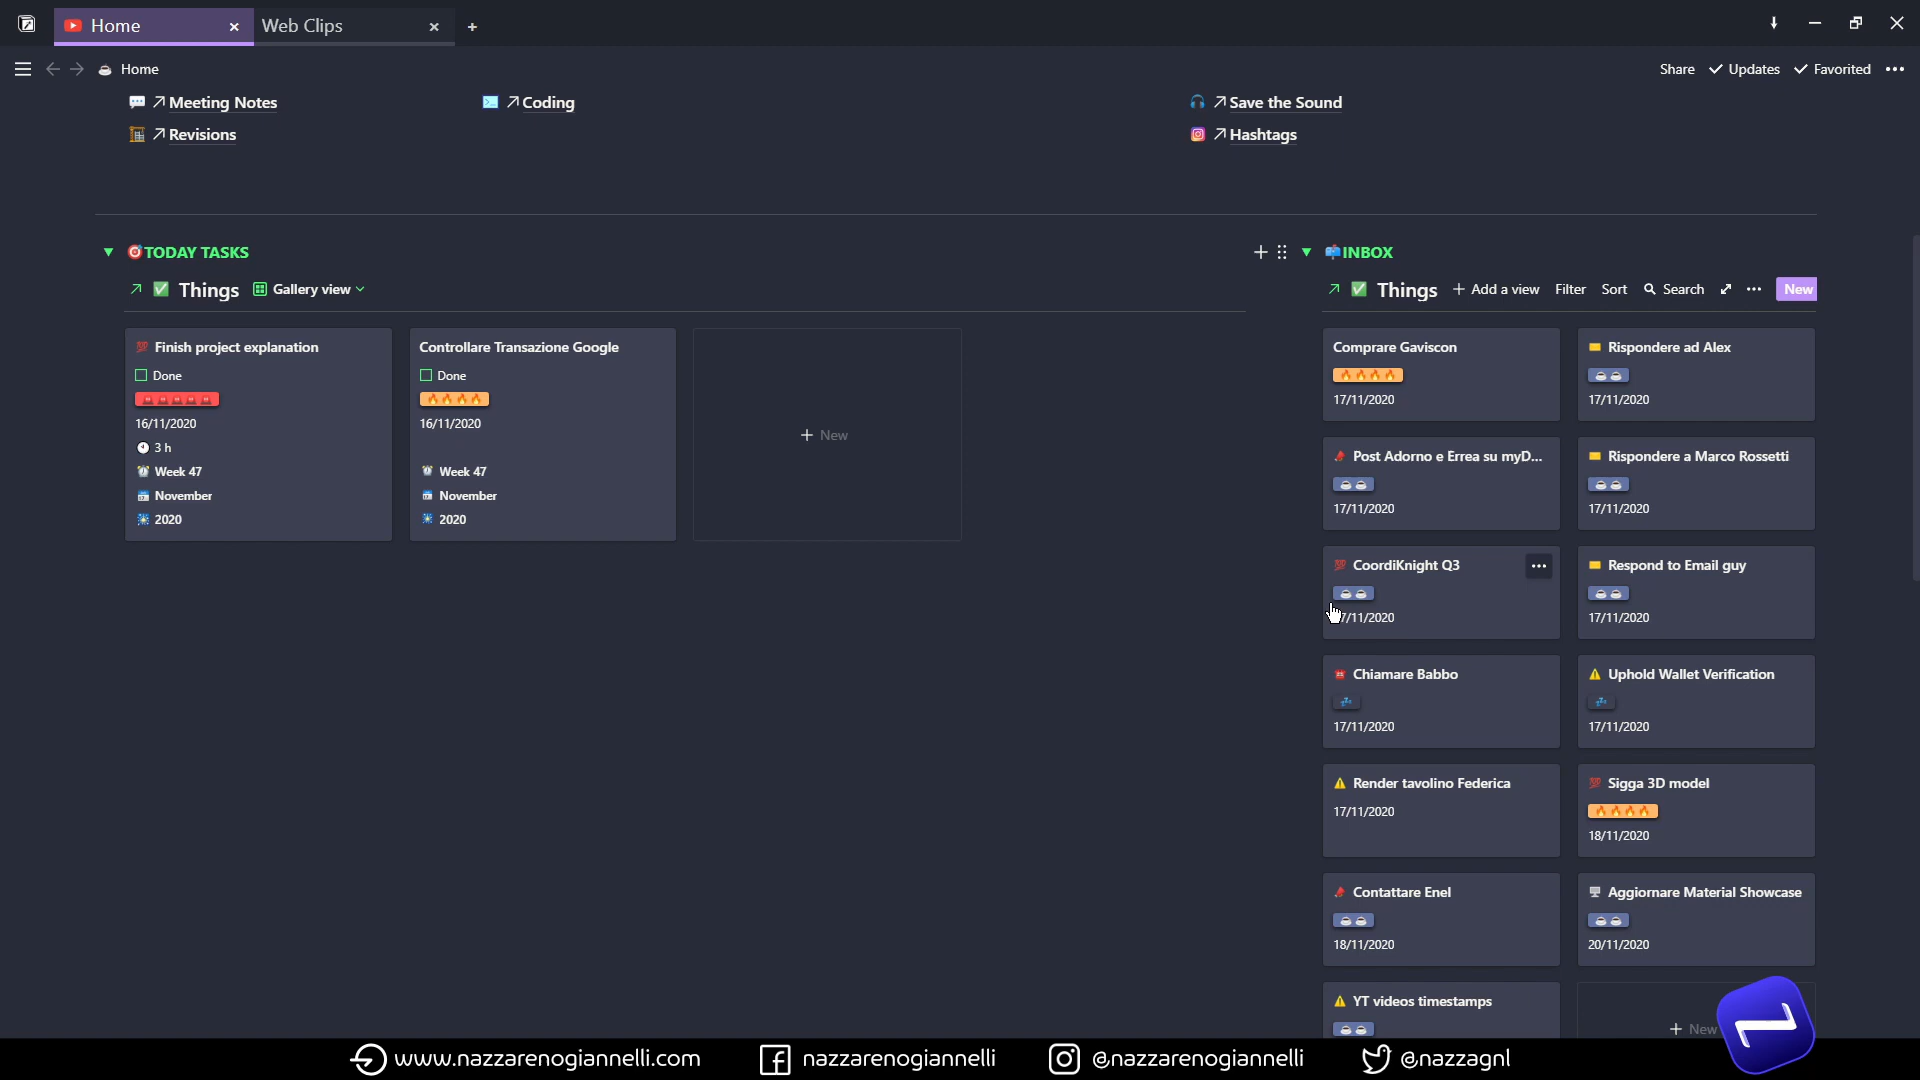 Home
Web Clips
Home
Share
Updates
Favorited
Meeting Notes
Coding
Save the Sound
Revisions
Hashtags
TODAY TASKS
Things
Gallery view
Finish project explanation
Done
16/11/2020
3 h
Week 47
November
2020
Controllare Transazione Google
Done
16/11/2020
Week 47
November
2020
New
INBOX
Things
Add a view
Filter
Sort
Search
New
Comprare Gaviscon
17/11/2020
Rispondere ad Alex
17/11/2020
Post Adorno e Errea su myD...
17/11/2020
Rispondere a Marco Rossetti
17/11/2020
CoordiKnight Q3
7/11/2020
Respond to Email guy
17/11/2020
Chiamare Babbo
17/11/2020
Uphold Wallet Verification
17/11/2020
Render tavolino Federica
17/11/2020
Sigga 3D model
18/11/2020
Contattare Enel
18/11/2020
Aggiornare Material Showcase
20/11/2020
YT videos timestamps
New
www.nazzarenogiannelli.com
nazzarenogiannelli
@nazzarenogiannelli
@nazzagnl